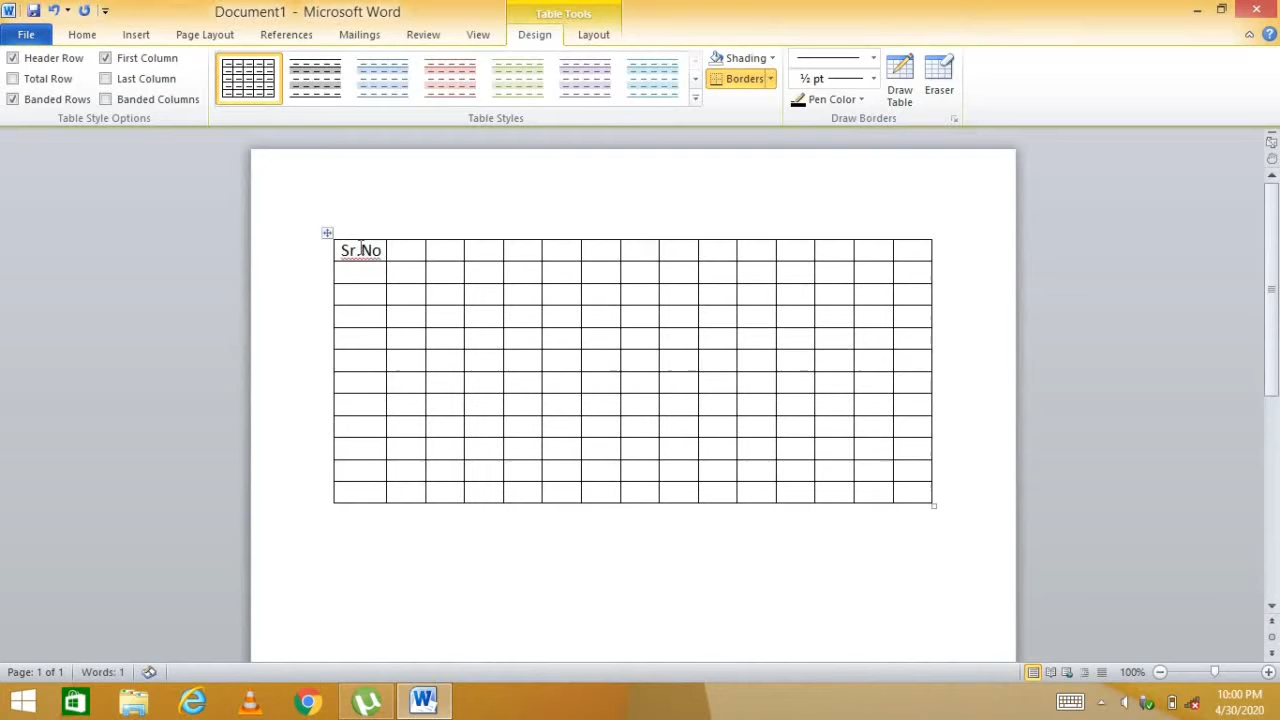 Document1 - Microsoft Word
Table Tools
File Home Insert Page Layout References Mailings Review View Design Layout
Header Row First Column
Total Row Last Column
Banded Rows Banded Columns
Table Style Options
Table Styles
Shading
Borders
½ pt
Pen Color
Draw Table
Eraser
Draw Borders
Sr.No
Page: 1 of 1 Words: 1
100%
10:00 PM
4/30/2020